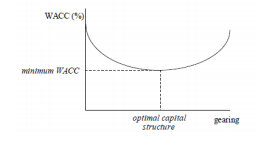 WACC (%)
minimum WACC
optimal capital
structure
gearing